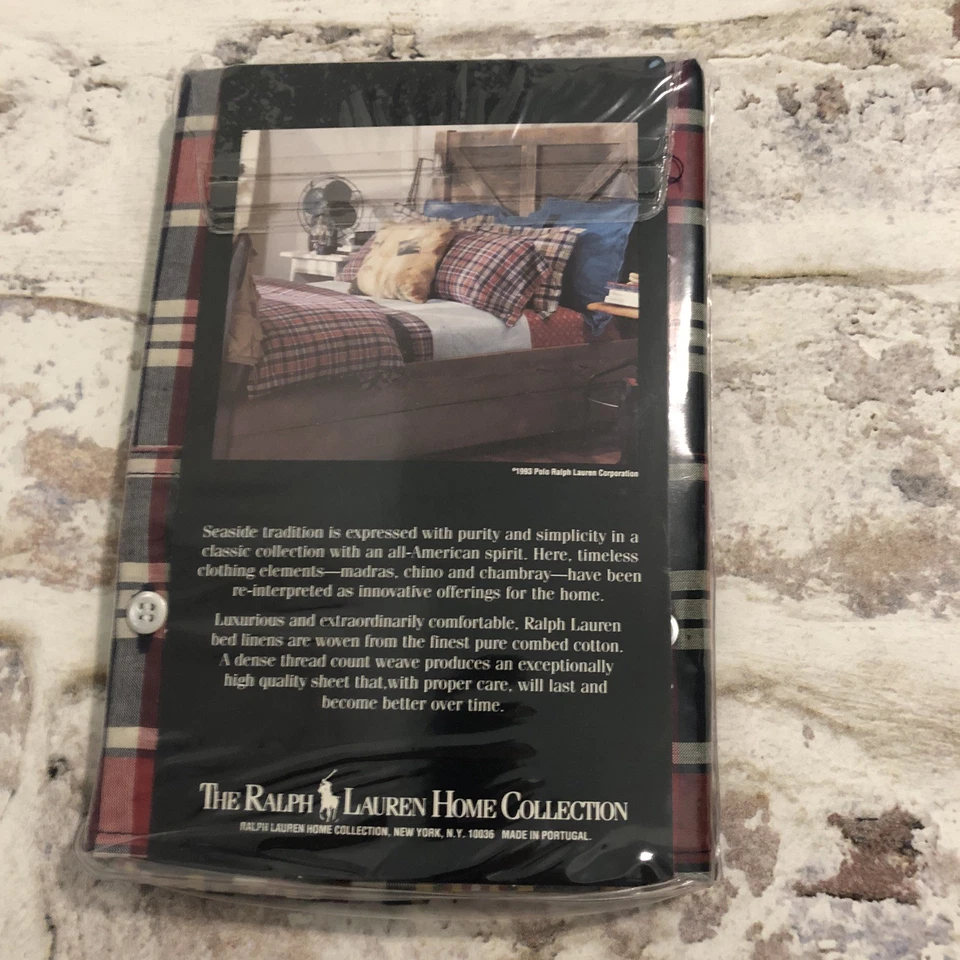 ©1993 Polo Ralph Lauren Corporation
Seaside tradition is expressed with purity and simplicity in a
classic collection with an all-American spirit. Here, timeless
clothing elements—madras, chino and chambray—have been
re-interpreted as innovative offerings for the home.
Luxurious and extraordinarily comfortable, Ralph Lauren
bed linens are woven from the finest pure combed cotton.
A dense thread count weave produces an exceptionally
high quality sheet that,with proper care, will last and
become better over time.
THE RALPH LAUREN HOME COLLECTION
RALPH LAUREN HOME COLLECTION, NEW YORK, N.Y. 10036 MADE IN PORTUGAL.